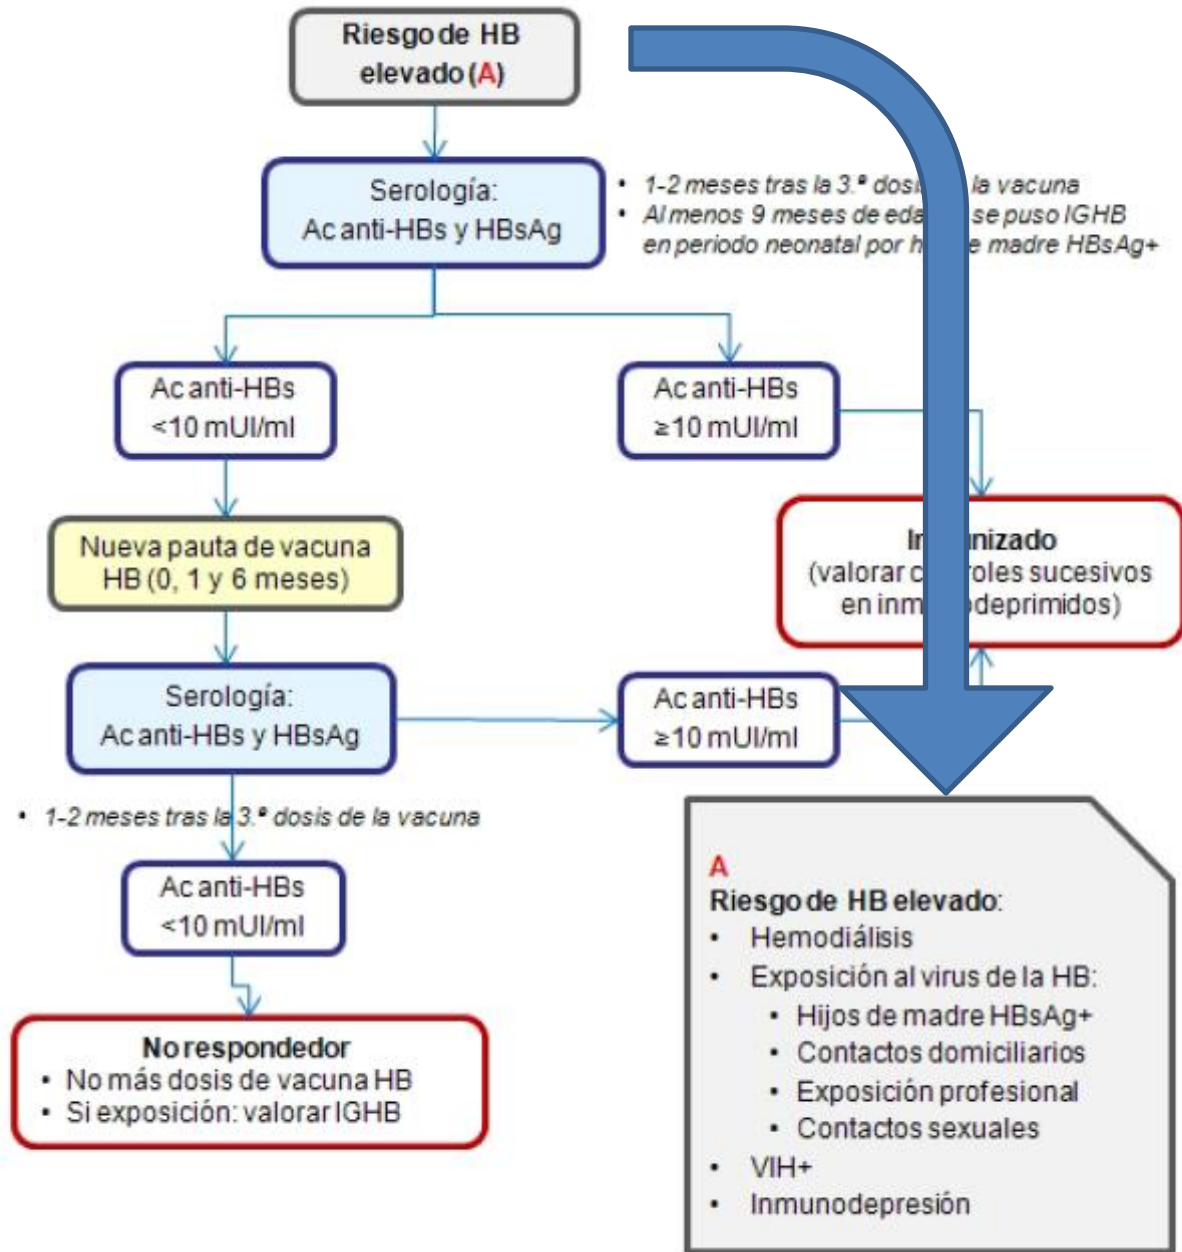 Riesgo de HB
elevado (A)
Serología:
Ac anti-HBs y HBsAg
• 1-2 meses tras la 3.ª dosis la vacuna
• Al menos 9 meses de edad se puso IGHB
en periodo neonatal por madre HBsAg+
Ac anti-HBs
<10 mUI/ml
Ac anti-HBs
≥10 mUI/ml
Nueva pauta de vacuna
HB (0, 1 y 6 meses)
Inmunizado
(valorar controles sucesivos
en inmunodeprimidos)
Serología:
Ac anti-HBs y HBsAg
Ac anti-HBs
≥10 mUI/ml
• 1-2 meses tras la 3.ª dosis de la vacuna
Ac anti-HBs
<10 mUI/ml
No respondedor
• No más dosis de vacuna HB
• Si exposición: valorar IGHB
A
Riesgo de HB elevado:
• Hemodiálisis
• Exposición al virus de la HB:
• Hijos de madre HBsAg+
• Contactos domiciliarios
• Exposición profesional
• Contactos sexuales
• VIH+
• Inmunodepresión